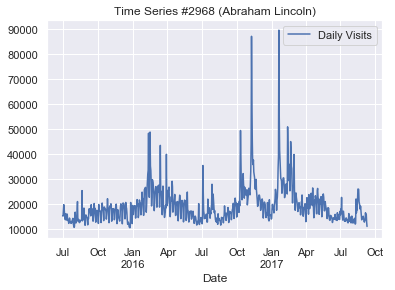 Time Series #2968 (Abraham Lincoln)
Daily Visits
90000
80000
70000
60000
50000
40000
30000
20000
10000
Jul Oct Jan Apr Jul Oct Jan Apr Jul Oct
2016 2017
Date